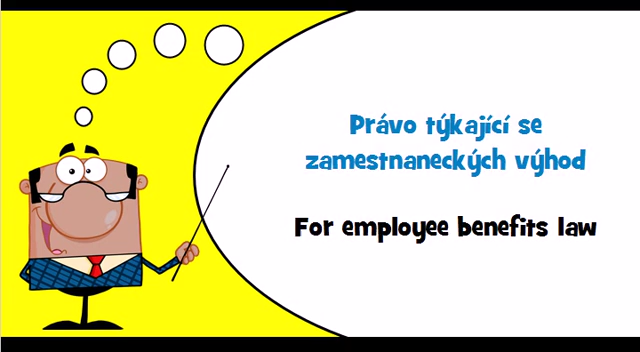 Právo týkající se
zamestnaneckých výhod
For employee benefits law